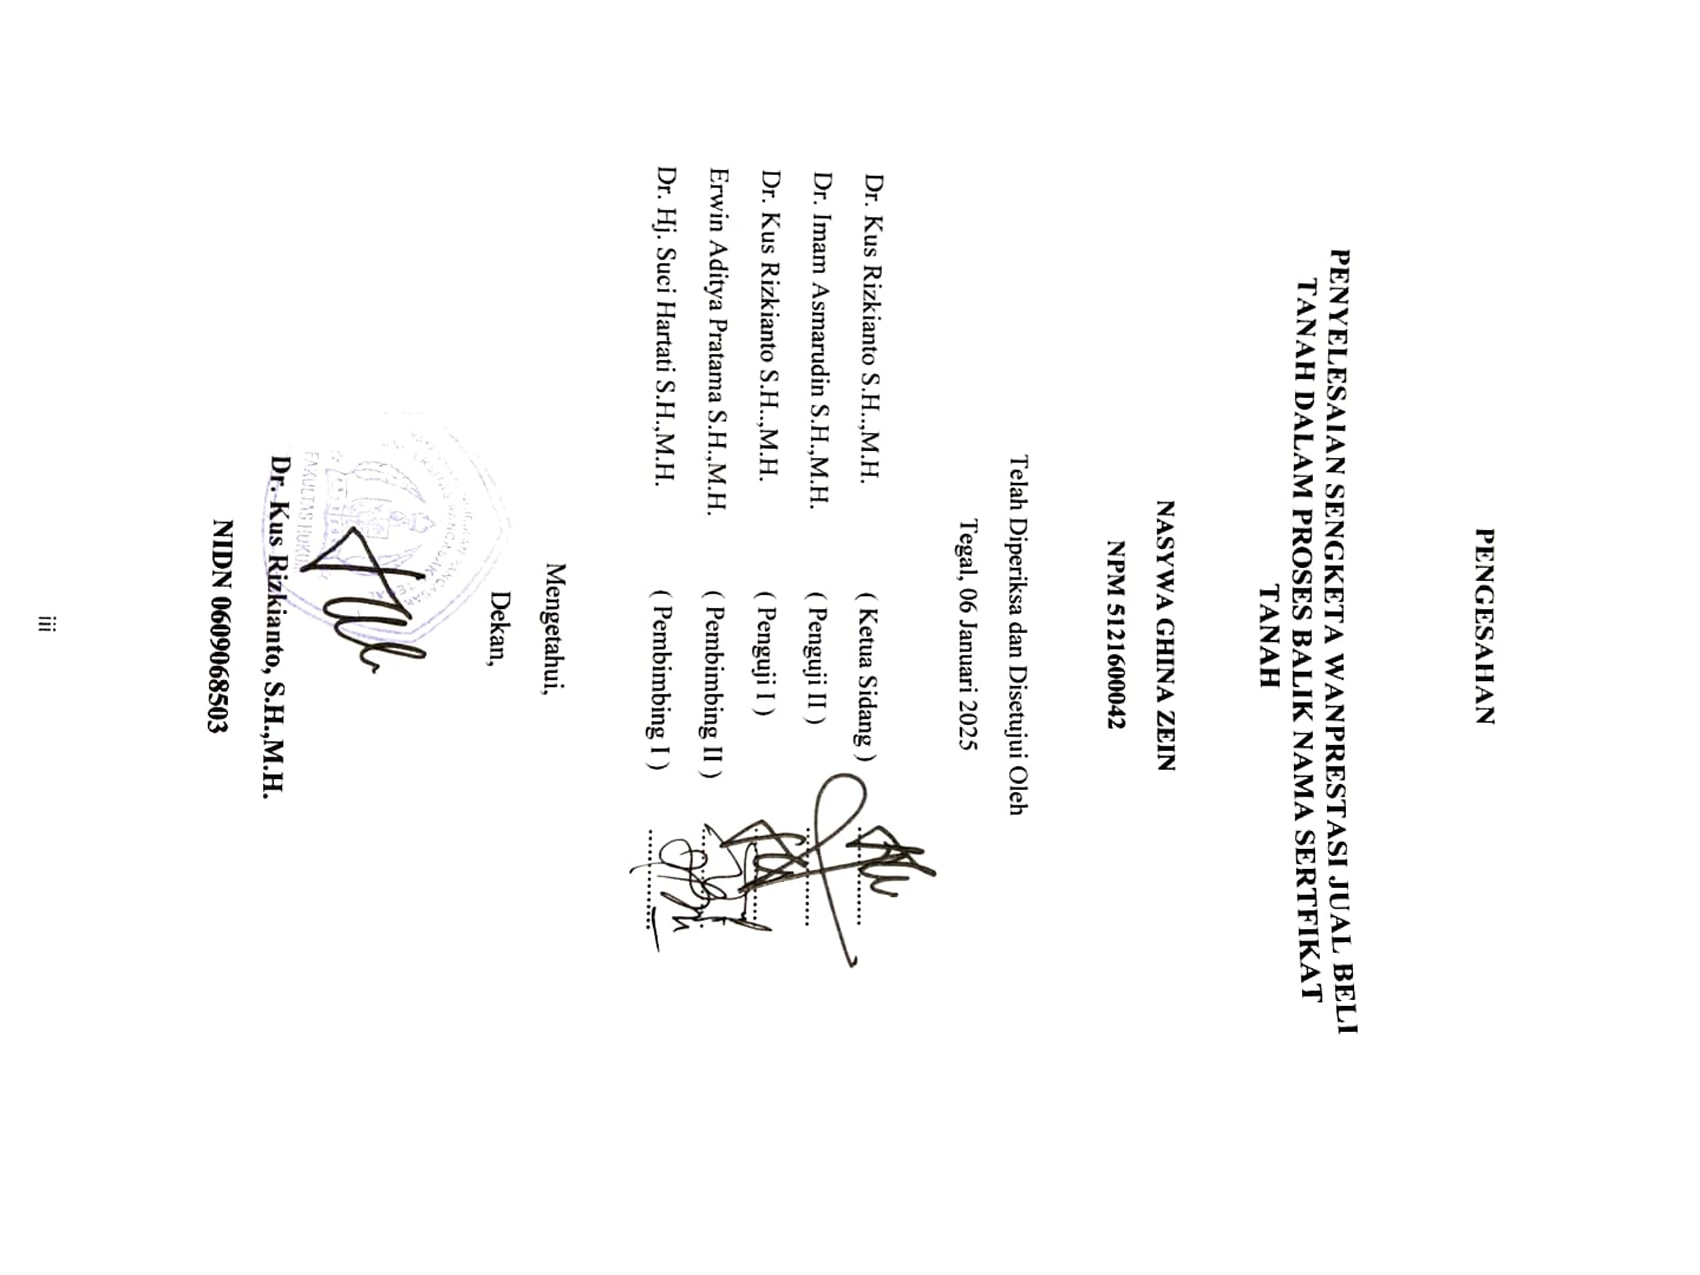 PENGESAHAN
PENYELESAIAN SENGKETA WANPRESTASI JUAL BELI
TANAH DALAM PROSES BALIK NAMA SERTFIKAT
TANAH
NASYWA GHINA ZEIN
NPM 5121600042
Telah Diperiksa dan Disetujui Oleh
Tegal, 06 Januari 2025
Dr. Kus Rizkianto S.H.,.M.H. ( Ketua Sidang )
Dr. Imam Asmarudin S.H.,M.H. ( Penguji II )
Dr. Kus Rizkianto S.H.,.M.H. ( Penguji I )
Erwin Aditya Pratama S.H.,M.H. ( Pembimbing II )
Dr. Hj. Suci Hartati S.H.,M.H. ( Pembimbing I )
Mengetahui,
Dekan,
FAKULTAS HUKUM
Dr. Kus Rizkianto, S.H.,M.H.
NIDN 0609068503
iii